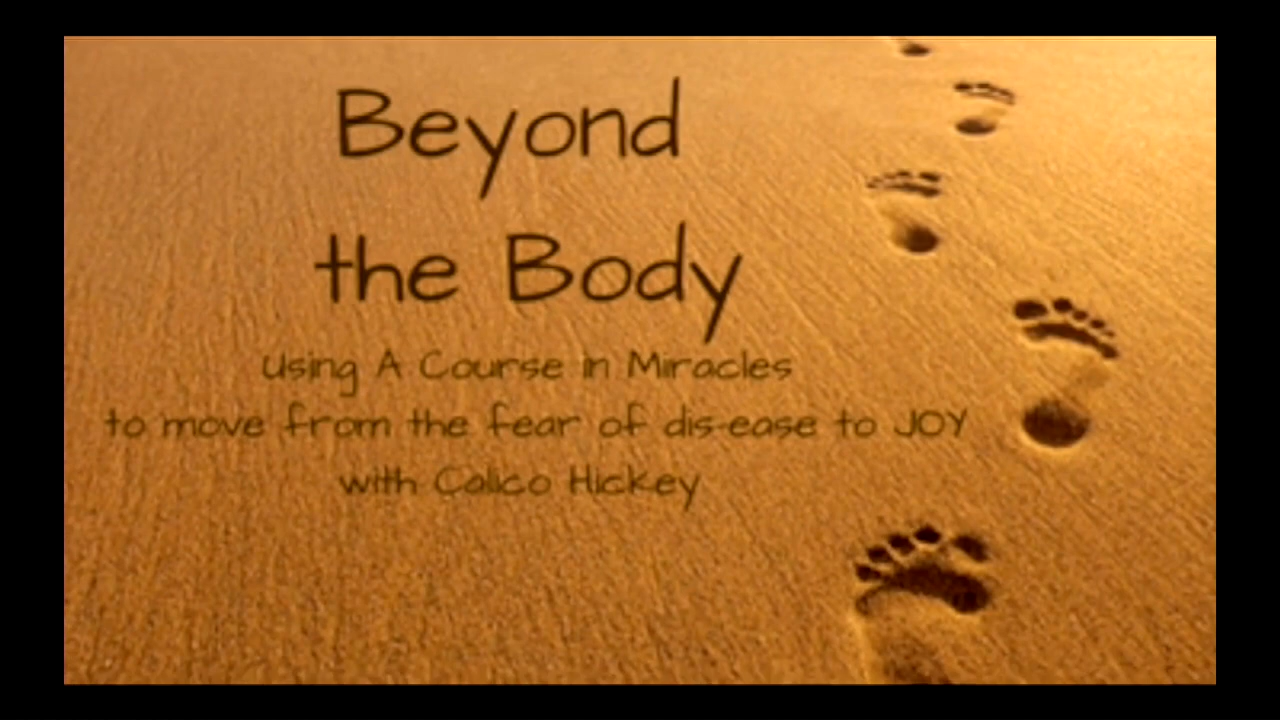 Beyond
the Body
Using A Course in Miracles
to move from the fear of dis-ease to JOY
with Calico Hickey